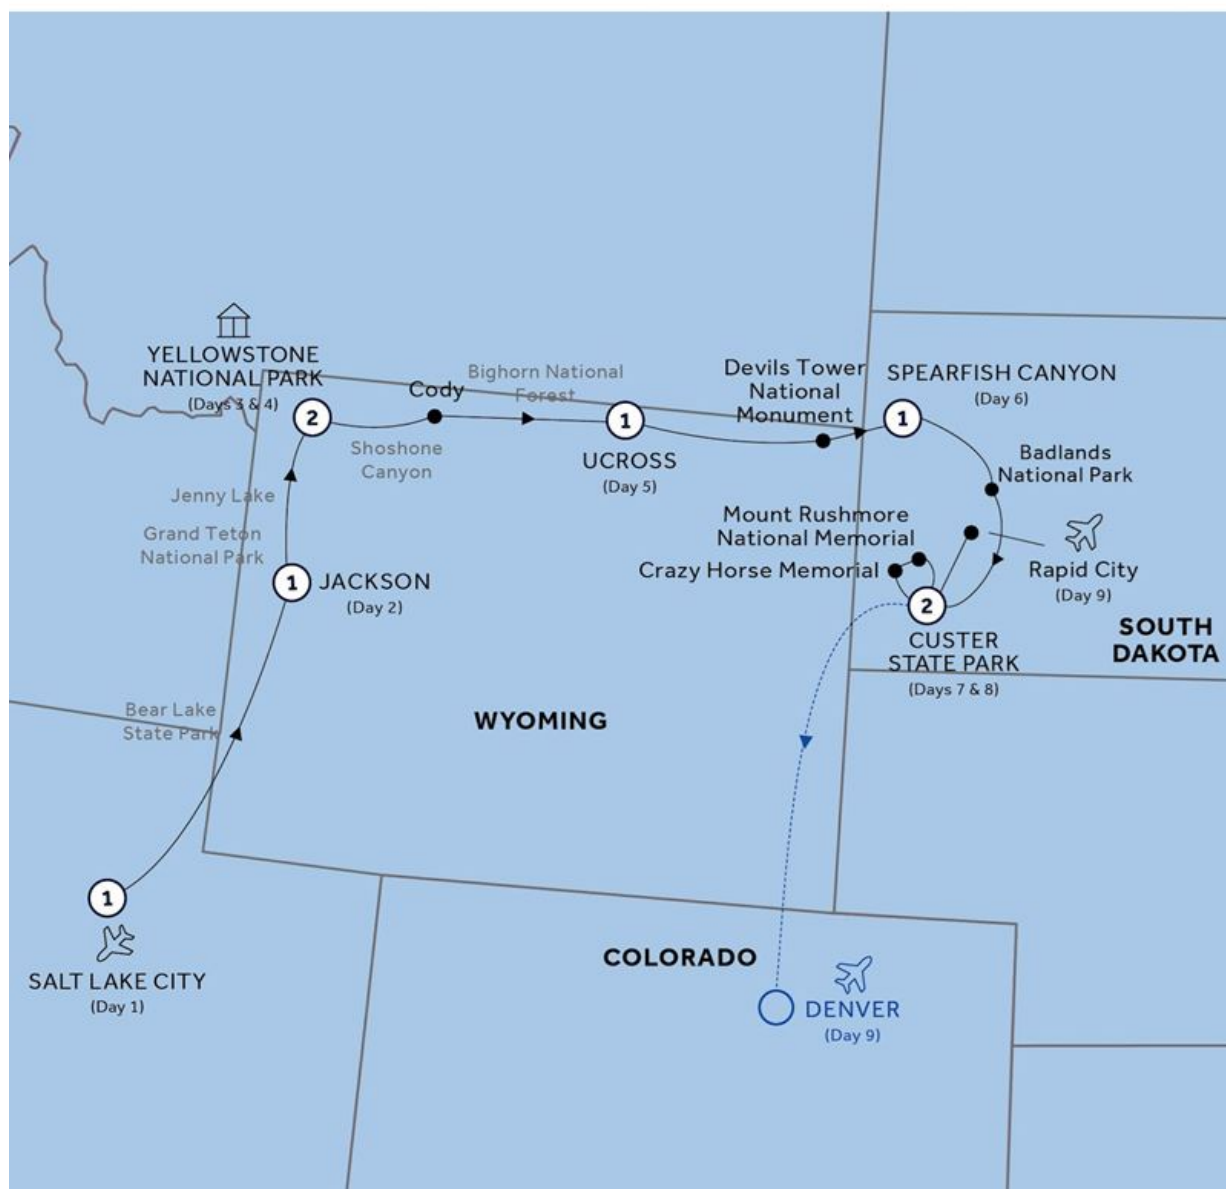 YELLOWSTONE
NATIONAL PARK
(Days 3 & 4)
2
Cody
Bighorn National
Forest
Shoshone
Canyon
1
UCROSS
(Day 5)
Devils Tower
National
Monument
1
SPEARFISH CANYON
(Day 6)
Badlands
National Park
Jenny Lake
Grand Teton
National Park
1
JACKSON
(Day 2)
Mount Rushmore
National Memorial
Crazy Horse Memorial
Rapid City
(Day 9)
2
CUSTER
STATE PARK
(Days 7 & 8)
SOUTH
DAKOTA
Bear Lake
State Park
WYOMING
1
SALT LAKE CITY
(Day 1)
COLORADO
DENVER
(Day 9)